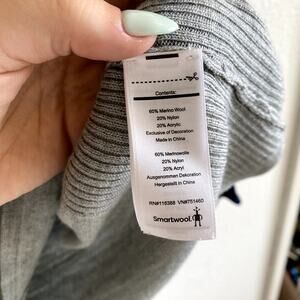 Contents:
60% Merino Wool
20% Nylon
20% Acrylic
Exclusive of Decoration
Made in China
60% Merinowolle
20% Nylon
20% Acryl
Ausgenommen Dekoration
Hergestellt in China
RN#116388 VN#751460
Smartwool